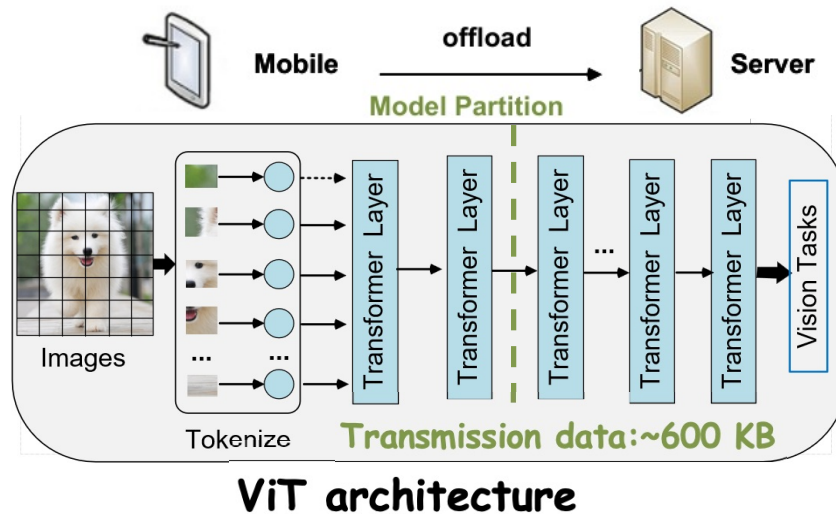 offload
Mobile
Server
Model Partition
Images
...
...
Tokenize
Transformer Layer
Transformer Layer
Transformer Layer
...
Transformer Layer
Transformer Layer
Vision Tasks
Transmission data:~600 KB
ViT architecture